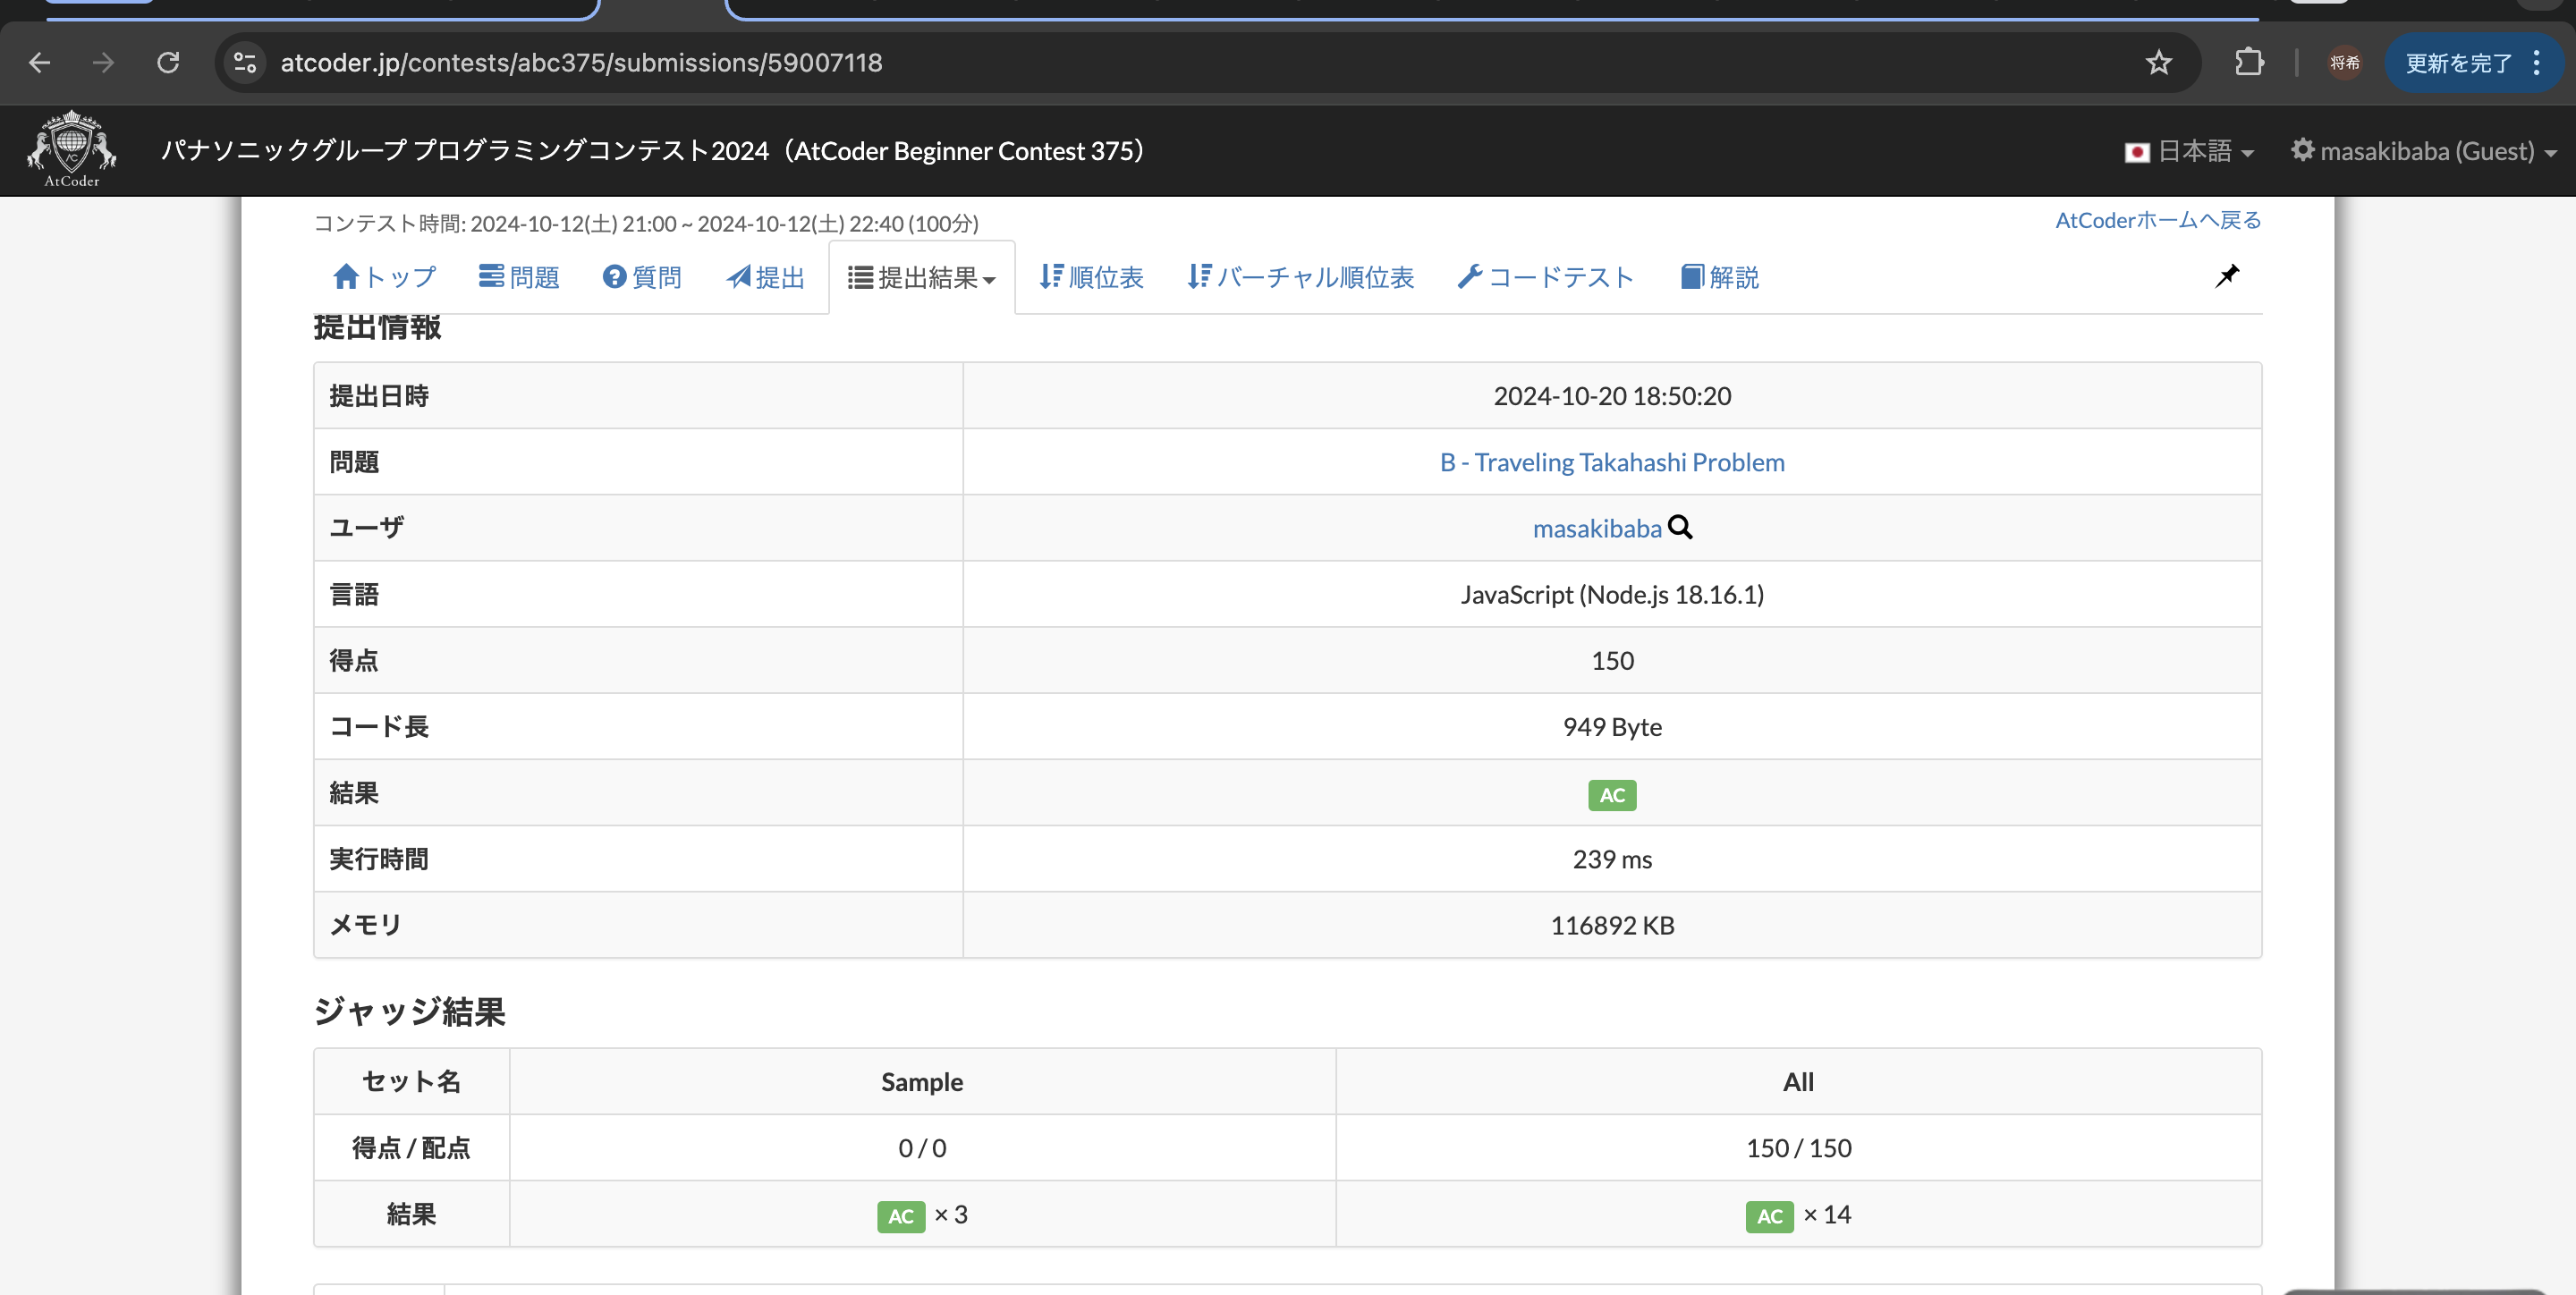 atcoder.jp/contests/abc375/submissions/59007118
将希
更新を完了
AtCoder
パナソニックグループ プログラミングコンテスト2024（AtCoder Beginner Contest 375）
日本語
masakibaba (Guest)
コンテスト時間: 2024-10-12(土) 21:00 ~ 2024-10-12(土) 22:40 (100分)
AtCoderホームへ戻る
トップ 問題 質問 提出 提出結果 順位表 バーチャル順位表 コードテスト 解説
提出情報
提出日時 2024-10-20 18:50:20
問題 B - Traveling Takahashi Problem
ユーザ masakibaba
言語 JavaScript (Node.js 18.16.1)
得点 150
コード長 949 Byte
結果 AC
実行時間 239 ms
メモリ 116892 KB
ジャッジ結果
セット名 Sample All
得点 / 配点 0 / 0 150 / 150
結果 AC × 3 AC × 14